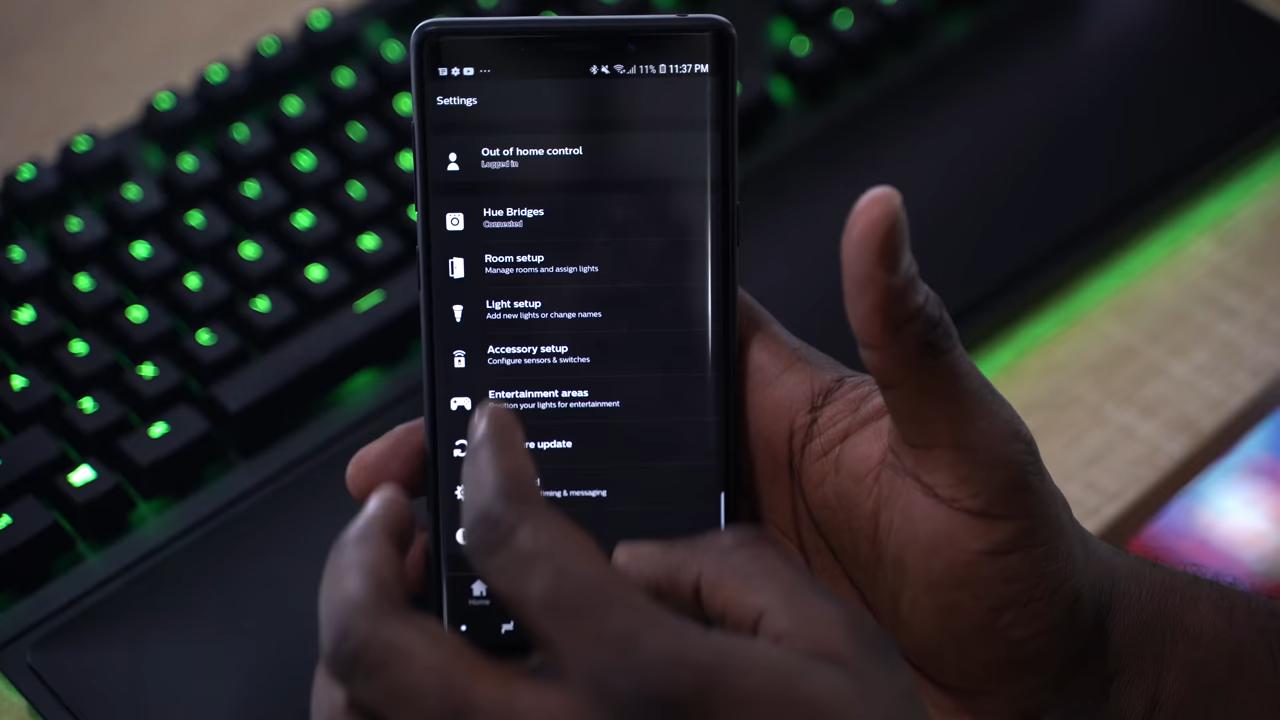 11% 11:37 PM
Settings
Out of home control
Logged in
Hue Bridges
Connected
Room setup
Manage rooms and assign lights
Light setup
Add new lights or change names
Accessory setup
Configure sensors & switches
Entertainment areas
your lights for entertainment
update
& messaging
Home